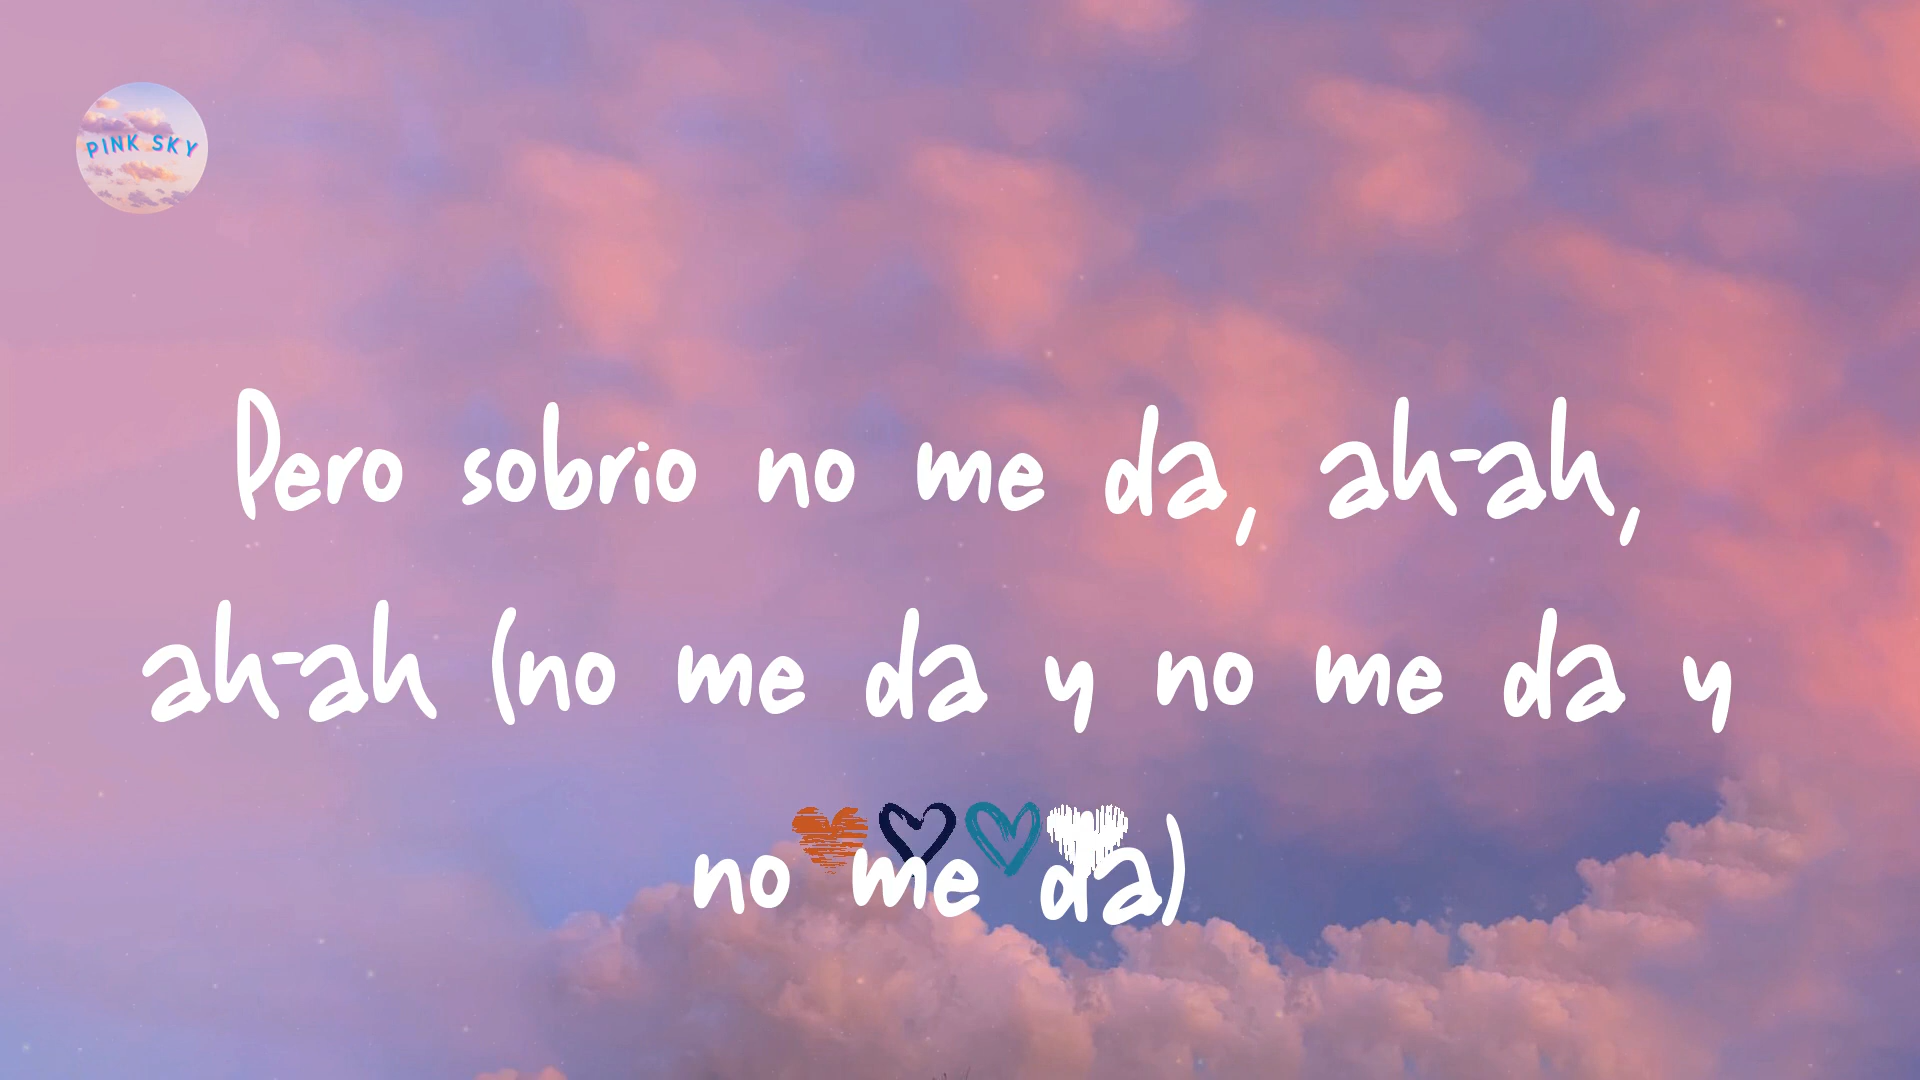 PINK SKY
Pero sobrio no me da, ah-ah,
ah-ah (no me da y no me da y
no me da)